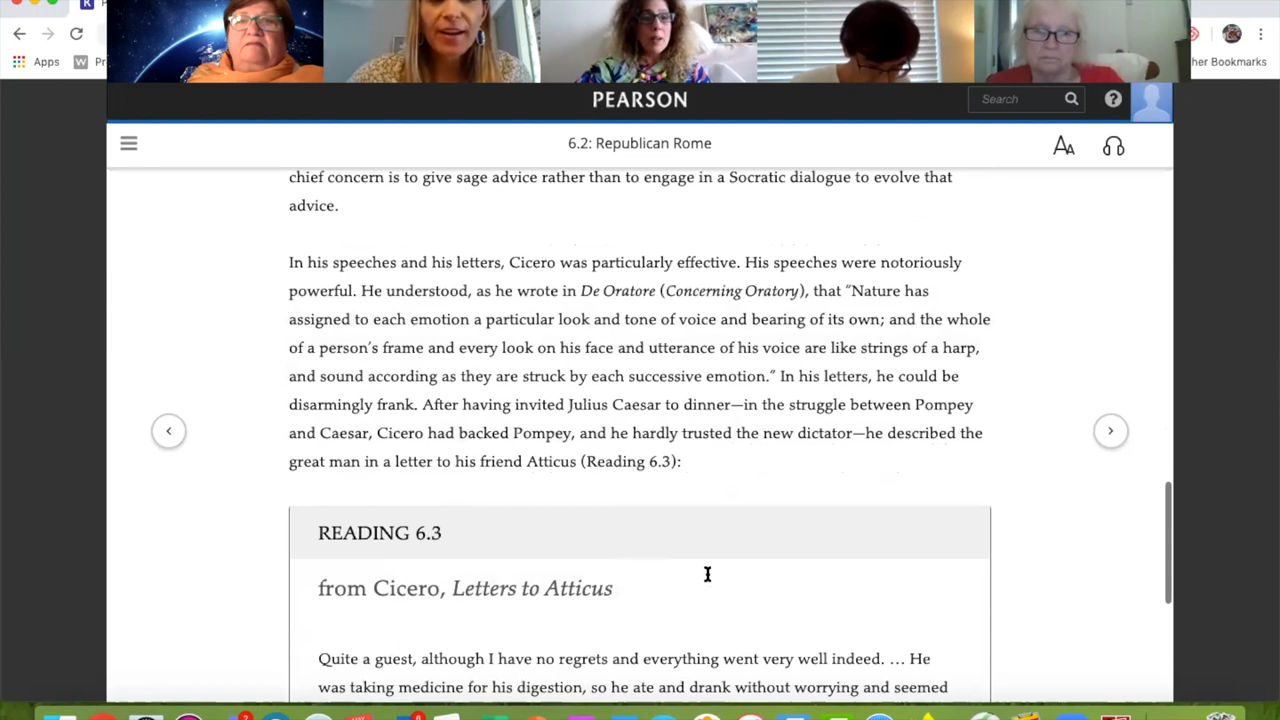 Apps
W Pr
her Bookmarks
PEARSON
Search
?
6.2: Republican Rome
AA
chief concern is to give sage advice rather than to engage in a Socratic dialogue to evolve that
advice.
In his speeches and his letters, Cicero was particularly effective. His speeches were notoriously
powerful. He understood, as he wrote in De Oratore (Concerning Oratory), that “Nature has
assigned to each emotion a particular look and tone of voice and bearing of its own; and the whole
of a person’s frame and every look on his face and utterance of his voice are like strings of a harp,
and sound according as they are struck by each successive emotion.” In his letters, he could be
disarmingly frank. After having invited Julius Caesar to dinner—in the struggle between Pompey
and Caesar, Cicero had backed Pompey, and he hardly trusted the new dictator—he described the
great man in a letter to his friend Atticus (Reading 6.3):
READING 6.3
from Cicero, Letters to Atticus
Quite a guest, although I have no regrets and everything went very well indeed. … He
was taking medicine for his digestion, so he ate and drank without worrying and seemed